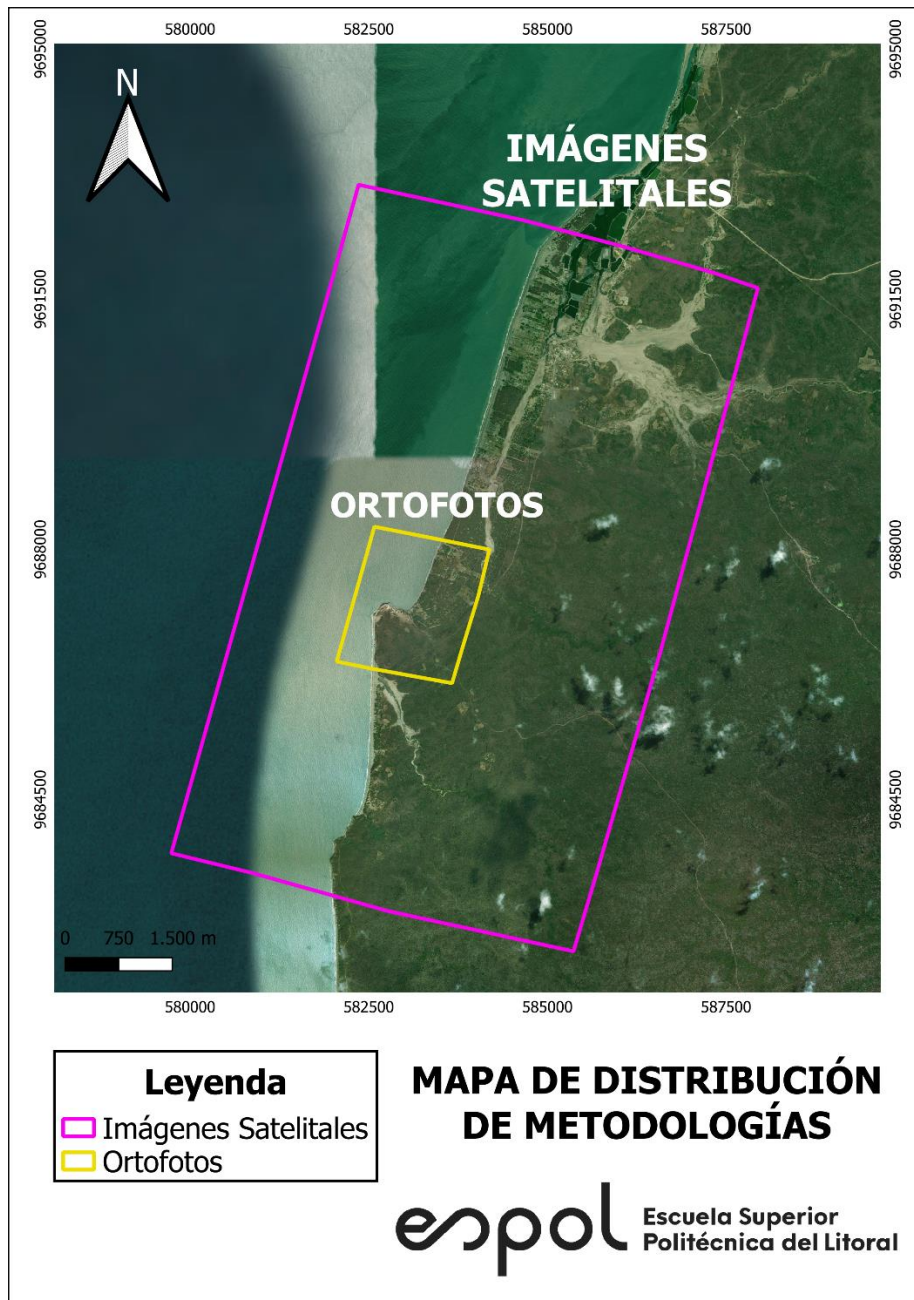 580000 582500 585000 587500
9695000 9695000
N
IMÁGENES
SATELITALES
9691500 9691500
ORTOFOTOS
9688000 9688000
9684500 9684500
0 750 1.500 m
580000 582500 585000 587500
Leyenda
Imágenes Satelitales
Ortofotos
MAPA DE DISTRIBUCIÓN
DE METODOLOGÍAS
espol
Escuela Superior
Politécnica del Litoral